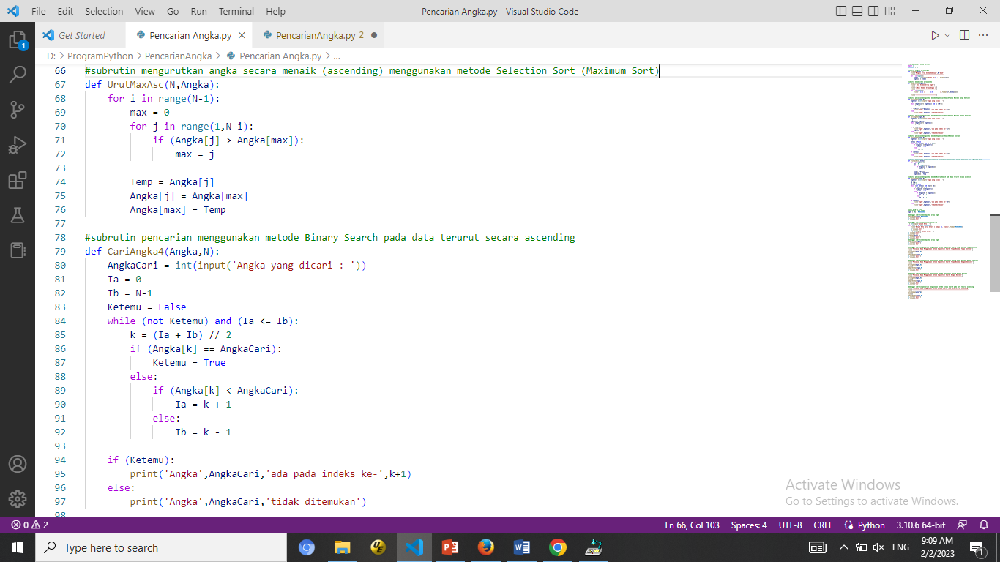 File Edit Selection View Go Run Terminal Help Pencarian Angka.py - Visual Studio Code
Get Started Pencarian Angka.py PencarianAngka.py 2
D: > ProgramPython > PencarianAngka > Pencarian Angka.py > ...
66 #subrutin mengurutkan angka secara menaik (ascending) menggunakan metode Selection Sort (Maximum Sort)
67 def UrutMaxAsc(N,Angka):
68 for i in range(N-1):
69 max = 0
70 for j in range(1,N-i):
71 if (Angka[j] > Angka[max]):
72 max = j
73
74 Temp = Angka[j]
75 Angka[j] = Angka[max]
76 Angka[max] = Temp
77
78 #subrutin pencarian menggunakan metode Binary Search pada data terurut secara ascending
79 def CariAngka4(Angka,N):
80 AngkaCari = int(input('Angka yang dicari : '))
81 Ia = 0
82 Ib = N-1
83 Ketemu = False
84 while (not Ketemu) and (Ia <= Ib):
85 k = (Ia + Ib) // 2
86 if (Angka[k] == AngkaCari):
87 Ketemu = True
88 else:
89 if (Angka[k] < AngkaCari):
90 Ia = k + 1
91 else:
92 Ib = k - 1
93
94 if (Ketemu):
95 print('Angka',AngkaCari,'ada pada indeks ke-',k+1)
96 else:
97 print('Angka',AngkaCari,'tidak ditemukan')
98
1
Activate Windows
Go to Settings to activate Windows.
0 2 Ln 66, Col 103 Spaces: 4 UTF-8 CRLF Python 3.10.6 64-bit
Type here to search
ENG
9:09 AM
2/2/2023
1